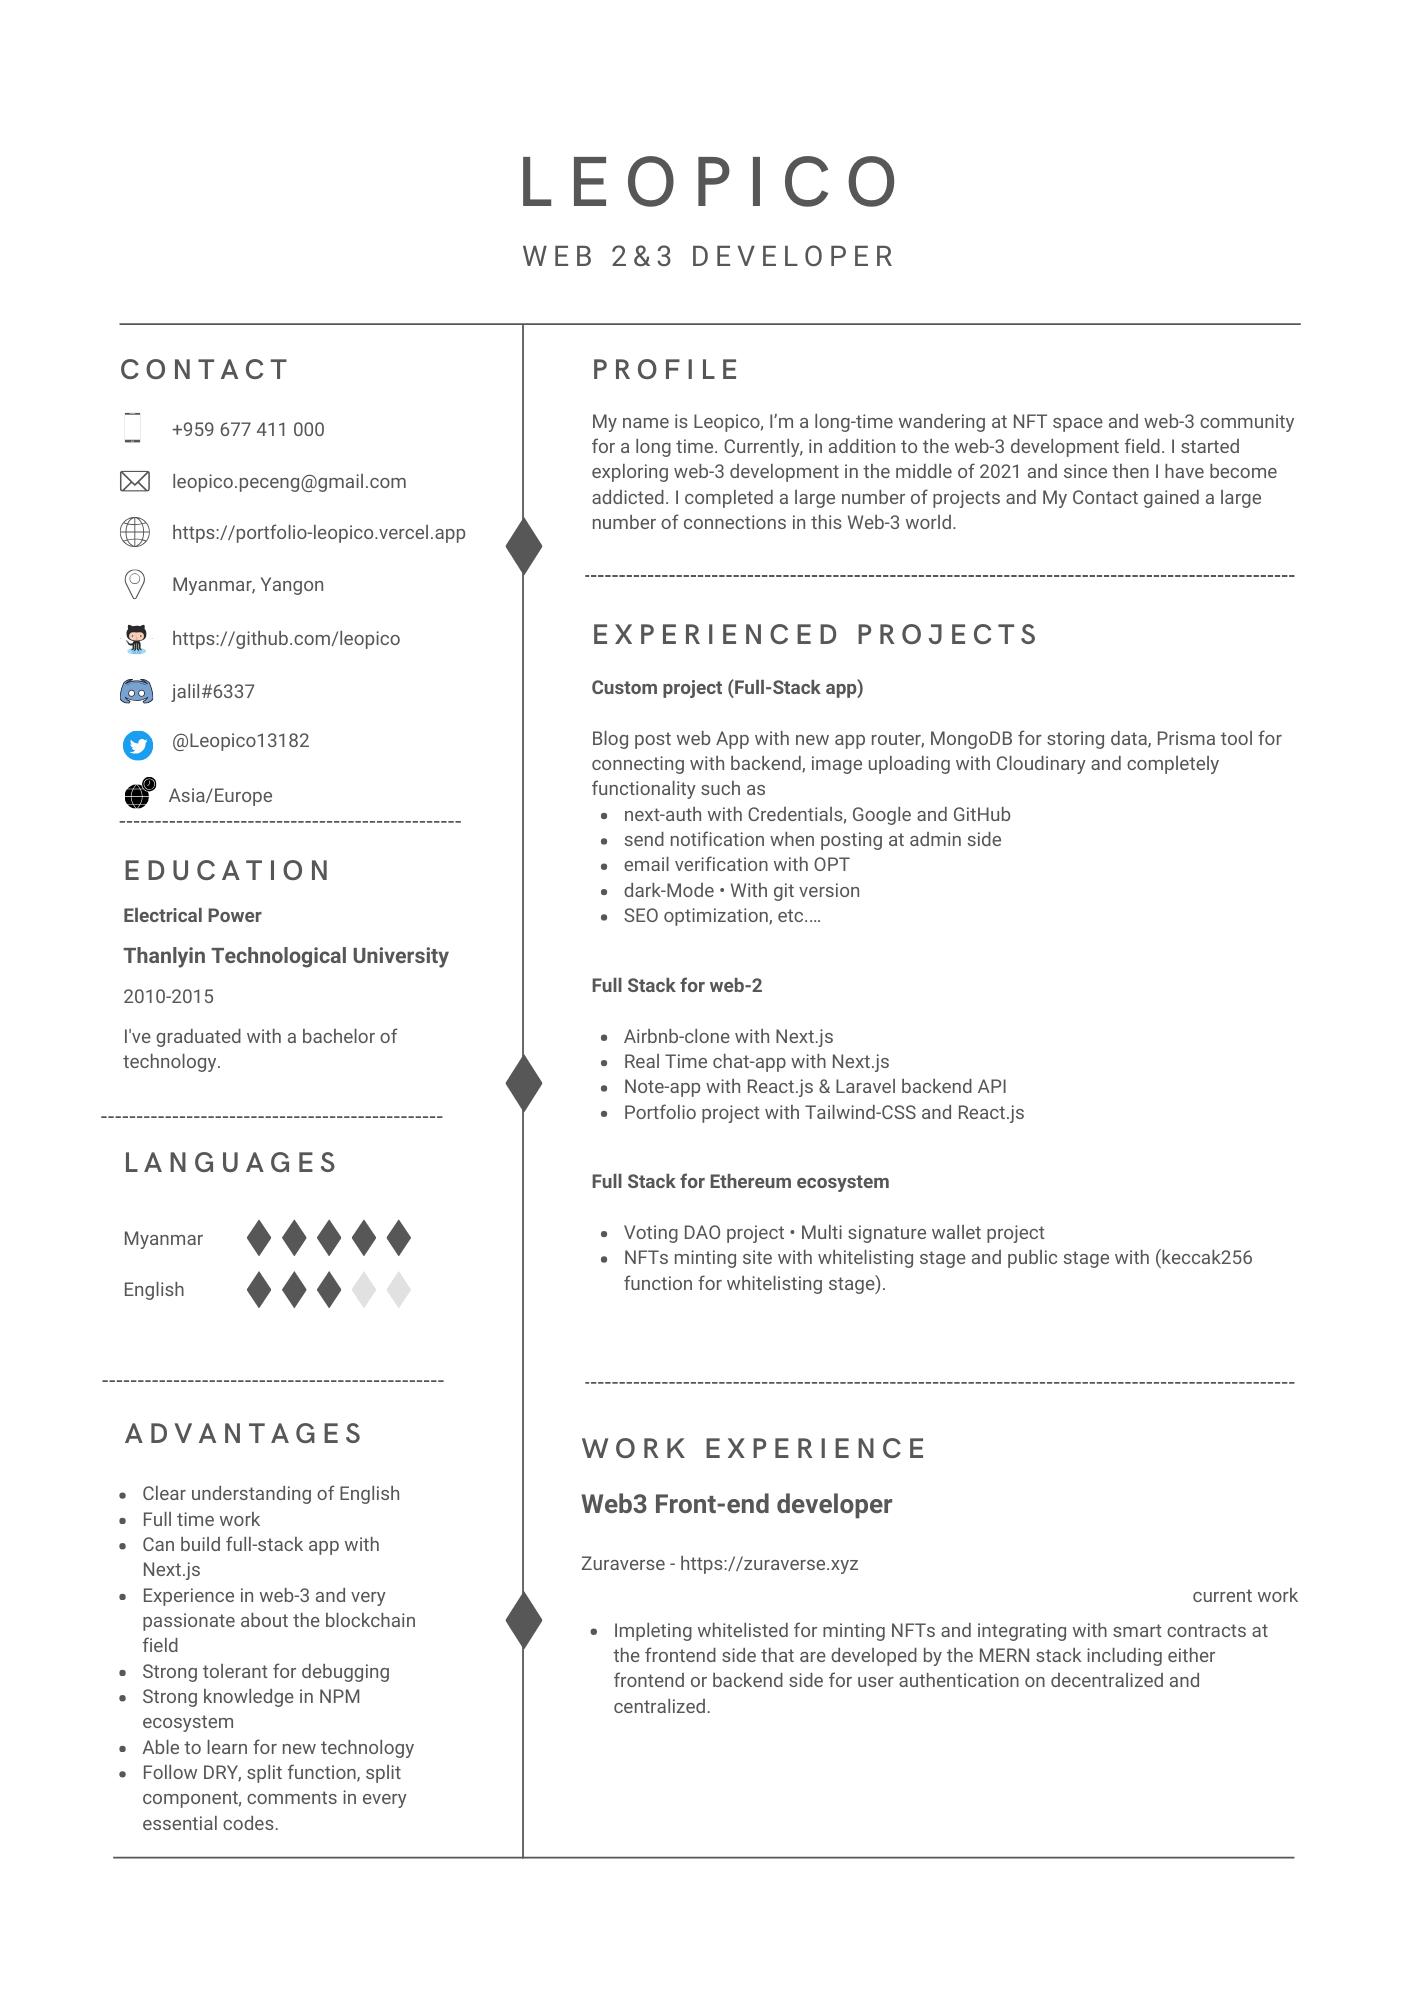 LEOPICO
WEB 2&3 DEVELOPER
CONTACT
+959 677 411 000
leopico.peceng@gmail.com
https://portfolio-leopico.vercel.app
Myanmar, Yangon
https://github.com/leopico
jalil#6337
@Leopico13182
Asia/Europe
EDUCATION
Electrical Power
Thanlyin Technological University
2010-2015
I've graduated with a bachelor of
technology.
LANGUAGES
Myanmar
English
ADVANTAGES
• Clear understanding of English
• Full time work
• Can build full-stack app with
Next.js
• Experience in web-3 and very
passionate about the blockchain
field
• Strong tolerant for debugging
• Strong knowledge in NPM
ecosystem
• Able to learn for new technology
• Follow DRY, split function, split
component, comments in every
essential codes.
PROFILE
My name is Leopico, I’m a long-time wandering at NFT space and web-3 community
for a long time. Currently, in addition to the web-3 development field. I started
exploring web-3 development in the middle of 2021 and since then I have become
addicted. I completed a large number of projects and My Contact gained a large
number of connections in this Web-3 world.
EXPERIENCED PROJECTS
Custom project (Full-Stack app)
Blog post web App with new app router, MongoDB for storing data, Prisma tool for
connecting with backend, image uploading with Cloudinary and completely
functionality such as
• next-auth with Credentials, Google and GitHub
• send notification when posting at admin side
• email verification with OPT
• dark-Mode • With git version
• SEO optimization, etc....
Full Stack for web-2
• Airbnb-clone with Next.js
• Real Time chat-app with Next.js
• Note-app with React.js & Laravel backend API
• Portfolio project with Tailwind-CSS and React.js
Full Stack for Ethereum ecosystem
• Voting DAO project • Multi signature wallet project
• NFTs minting site with whitelisting stage and public stage with (keccak256
function for whitelisting stage).
WORK EXPERIENCE
Web3 Front-end developer
Zuraverse - https://zuraverse.xyz
current work
• Impleting whitelisted for minting NFTs and integrating with smart contracts at
the frontend side that are developed by the MERN stack including either
frontend or backend side for user authentication on decentralized and
centralized.